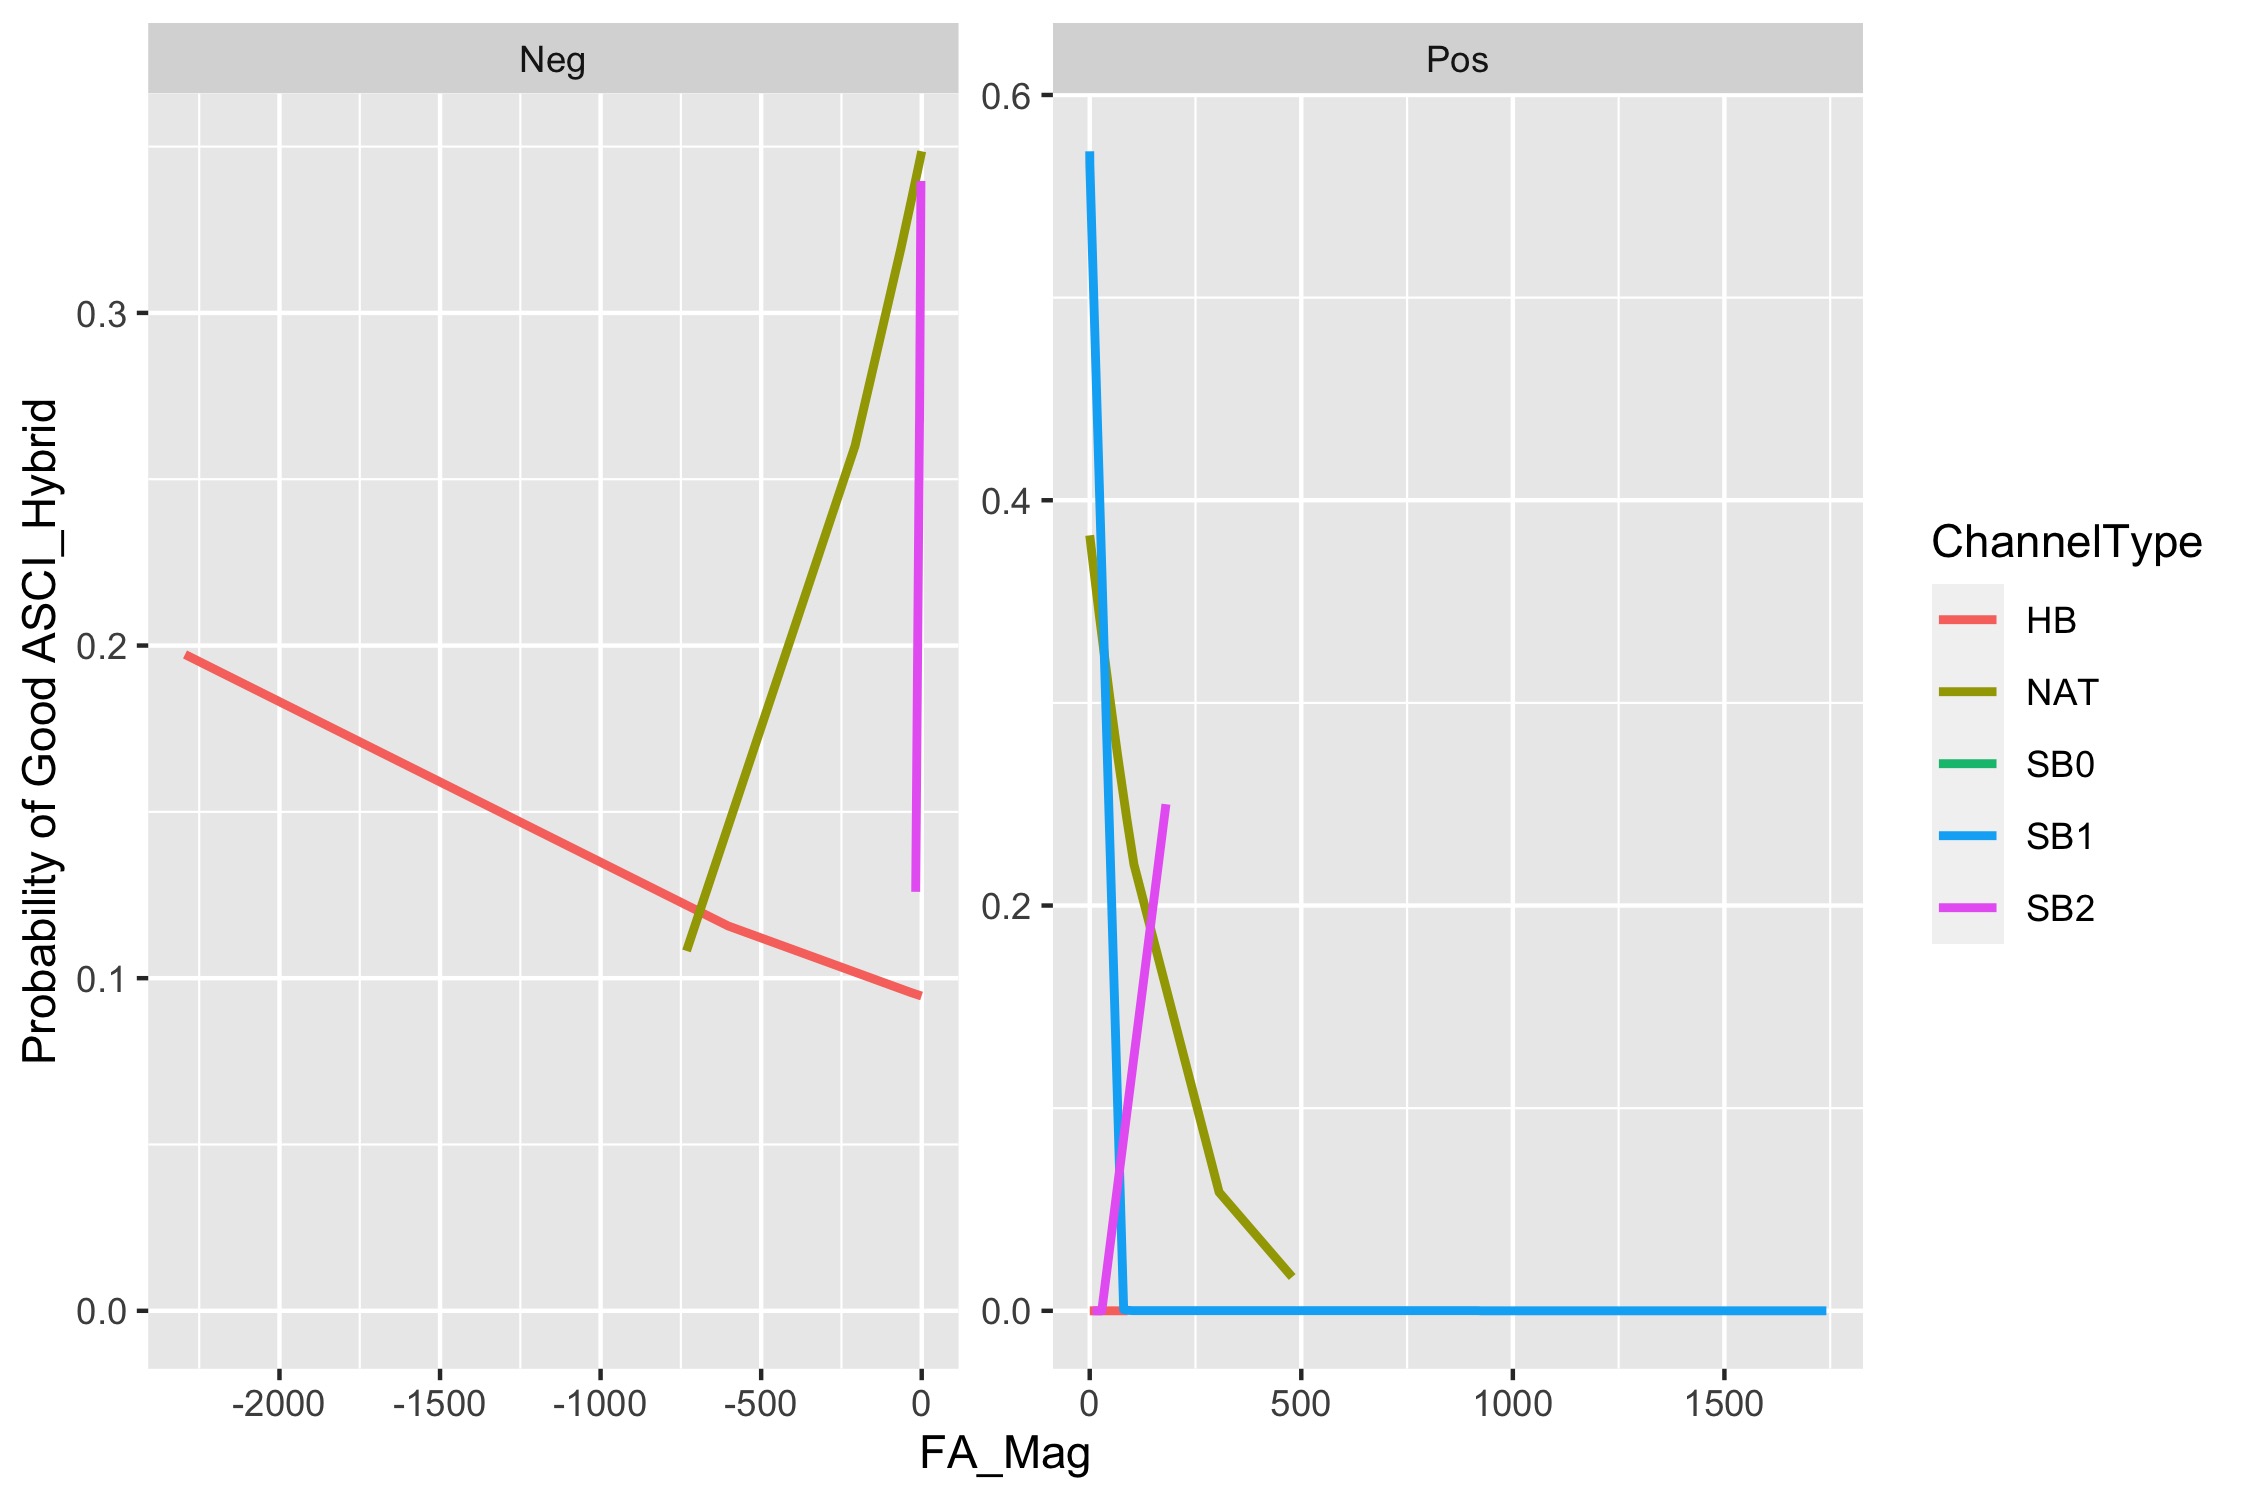 Neg
Pos
Probability of Good ASCI_Hybrid
0.3
0.2
0.1
0.0
0.6
0.4
0.2
0.0
-2000 -1500 -1000 -500 0
0 500 1000 1500
FA_Mag
ChannelType
HB
NAT
SB0
SB1
SB2